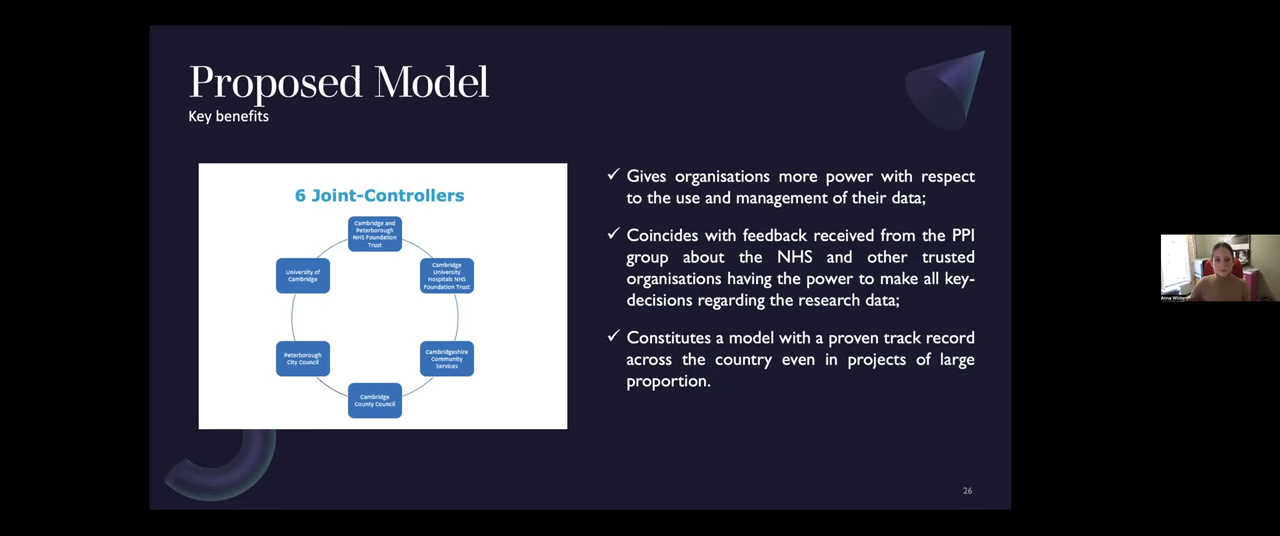 Proposed Model
Key benefits
6 Joint-Controllers
Cambridge and
Peterborough
NHS Foundation
Trust
University of
Cambridge
Cambridge
University
Hospitals NHS
Foundation Trust
Peterborough
City Council
Cambridgeshire
Community
Services
Cambridge
County Council
✓ Gives organisations more power with respect
to the use and management of their data;
✓ Coincides with feedback received from the PPI
group about the NHS and other trusted
organisations having the power to make all key-
decisions regarding the research data;
✓ Constitutes a model with a proven track record
across the country even in projects of large
proportion.
26
Anna